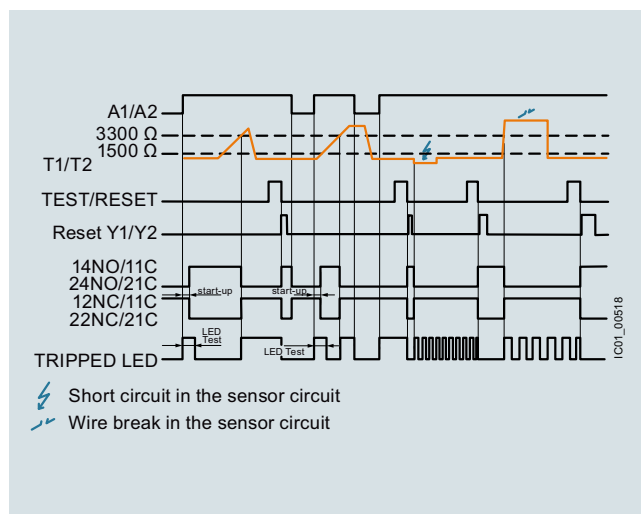 A1/A2
3300 Ω
1500 Ω
T1/T2
TEST/RESET
Reset Y1/Y2
14NO/11C
24NO/21C
start-up
start-up
12NC/11C
22NC/21C
LED
Test
LED Test
TRIPPED LED
IC01_00518
Short circuit in the sensor circuit
Wire break in the sensor circuit